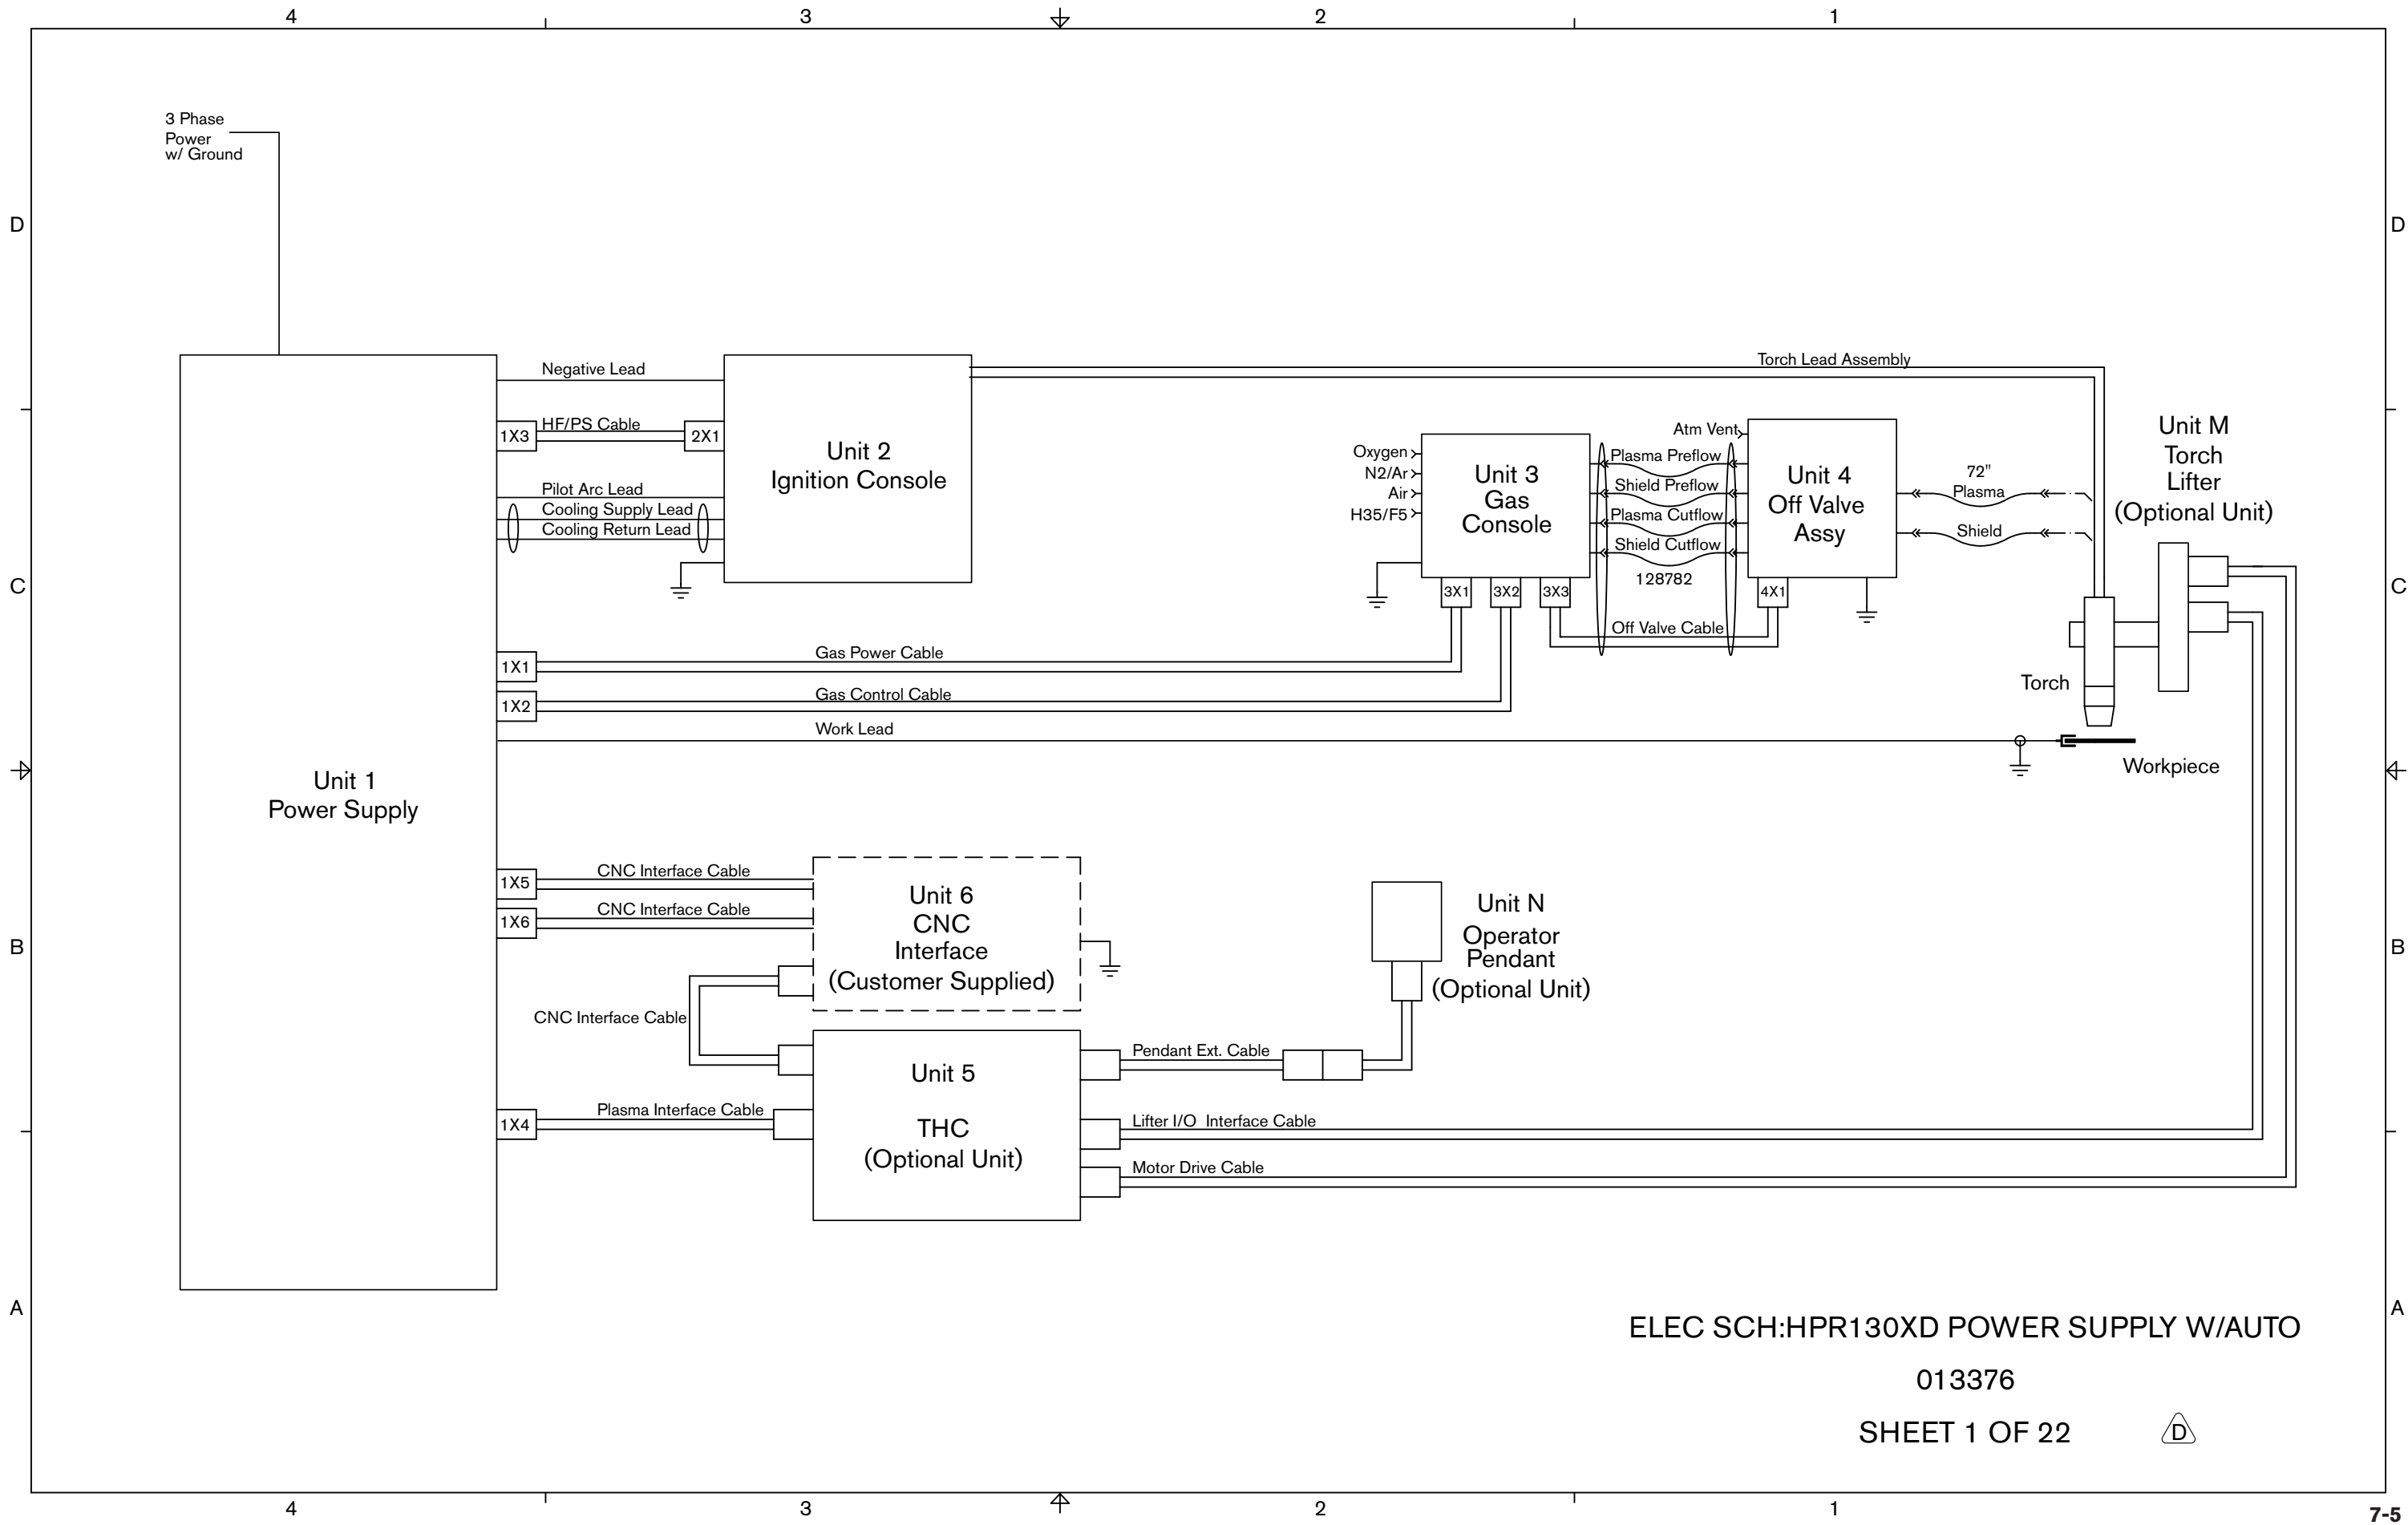 4 3 2 1
3 Phase
Power
w/ Ground
D D
Negative Lead
Torch Lead Assembly
1X3 HF/PS Cable 2X1
Unit 2
Ignition Console
Pilot Arc Lead
Cooling Supply Lead
Cooling Return Lead
Oxygen
N2/Ar
Air
H35/F5
Unit 3
Gas
Console
Atm Vent
Plasma Preflow
Shield Preflow
Plasma Cutflow
Shield Cutflow
128782
Unit 4
Off Valve
Assy
72"
Plasma
Shield
Unit M
Torch
Lifter
(Optional Unit)
C C
3X1 3X2 3X3 4X1
Off Valve Cable
1X1 Gas Power Cable
1X2 Gas Control Cable
Work Lead
Torch
Workpiece
Unit 1
Power Supply
1X5 CNC Interface Cable
1X6 CNC Interface Cable
Unit 6
CNC
Interface
(Customer Supplied)
Unit N
Operator
Pendant
(Optional Unit)
B B
CNC Interface Cable
Unit 5
THC
(Optional Unit)
Pendant Ext. Cable
1X4 Plasma Interface Cable
Lifter I/O Interface Cable
Motor Drive Cable
A A
ELEC SCH:HPR130XD POWER SUPPLY W/AUTO
013376
SHEET 1 OF 22 D
4 3 2 1
7-5